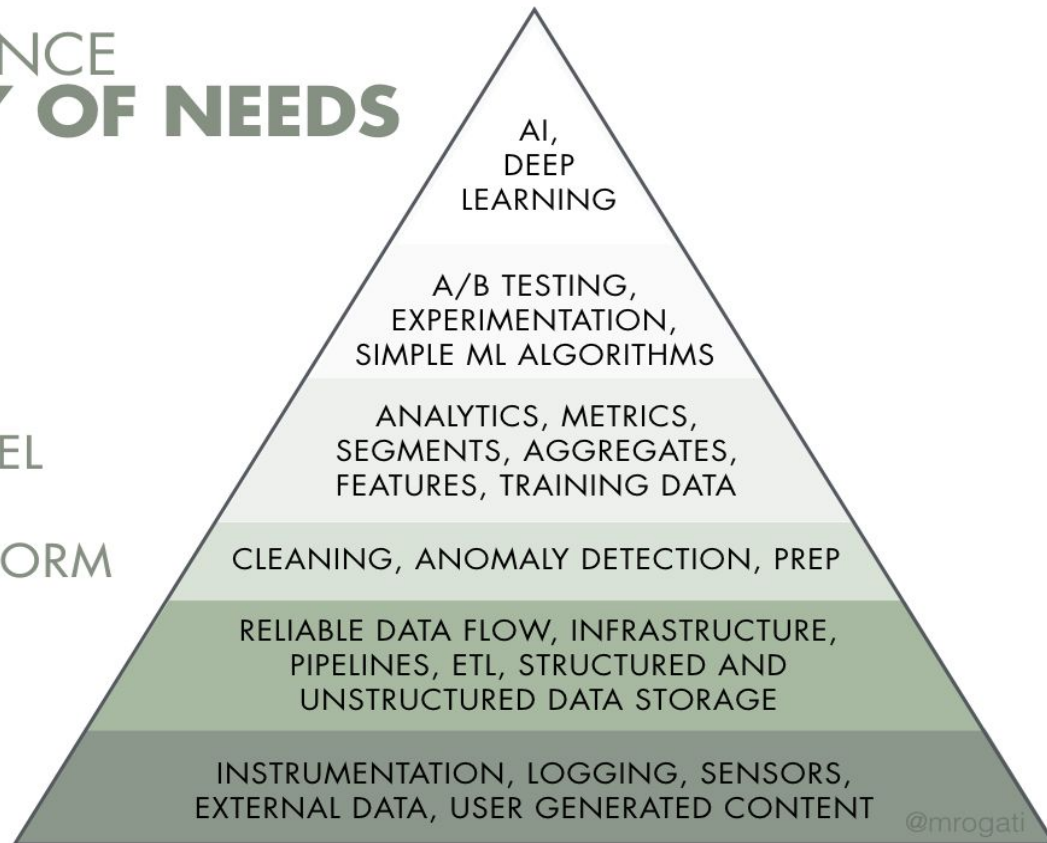 NCE
Y OF NEEDS
AI,
DEEP
LEARNING
A/B TESTING,
EXPERIMENTATION,
SIMPLE ML ALGORITHMS
ANALYTICS, METRICS,
SEGMENTS, AGGREGATES,
FEATURES, TRAINING DATA
EL
ORM
CLEANING, ANOMALY DETECTION, PREP
RELIABLE DATA FLOW, INFRASTRUCTURE,
PIPELINES, ETL, STRUCTURED AND
UNSTRUCTURED DATA STORAGE
INSTRUMENTATION, LOGGING, SENSORS,
EXTERNAL DATA, USER GENERATED CONTENT
@mrogati